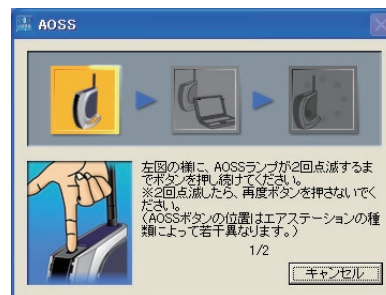 AOSS
左図の様に、AOSSランプが2回点滅するま
でボタンを押し続けてください。
※2回点滅したら、再度ボタンを押さないでく
ださい。
(AOSSボタンの位置はエアステーションの種
類によって若干異なります。)
1/2
キャンセル